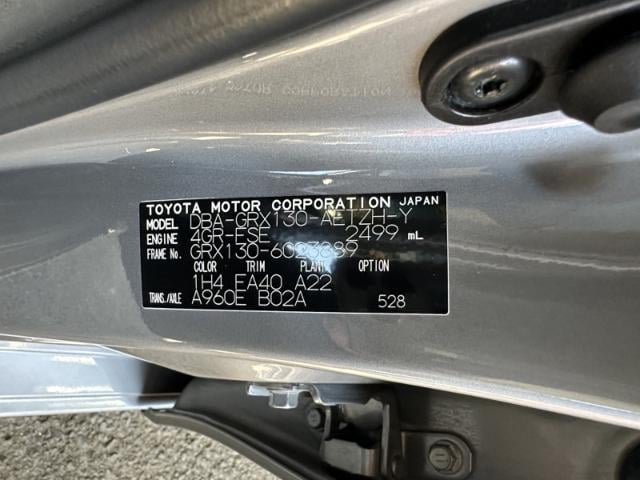 TOYOTA MOTOR CORPORATION JAPAN
MODEL DBA-GRX130-AETZH-Y
ENGINE 4GR-FSE 2499 mL
FRAME No. GRX130-6023889
COLOR TRIM PLANT OPTION
1H4 FA40 A22
TRANS./AXLE A960E B02A 528